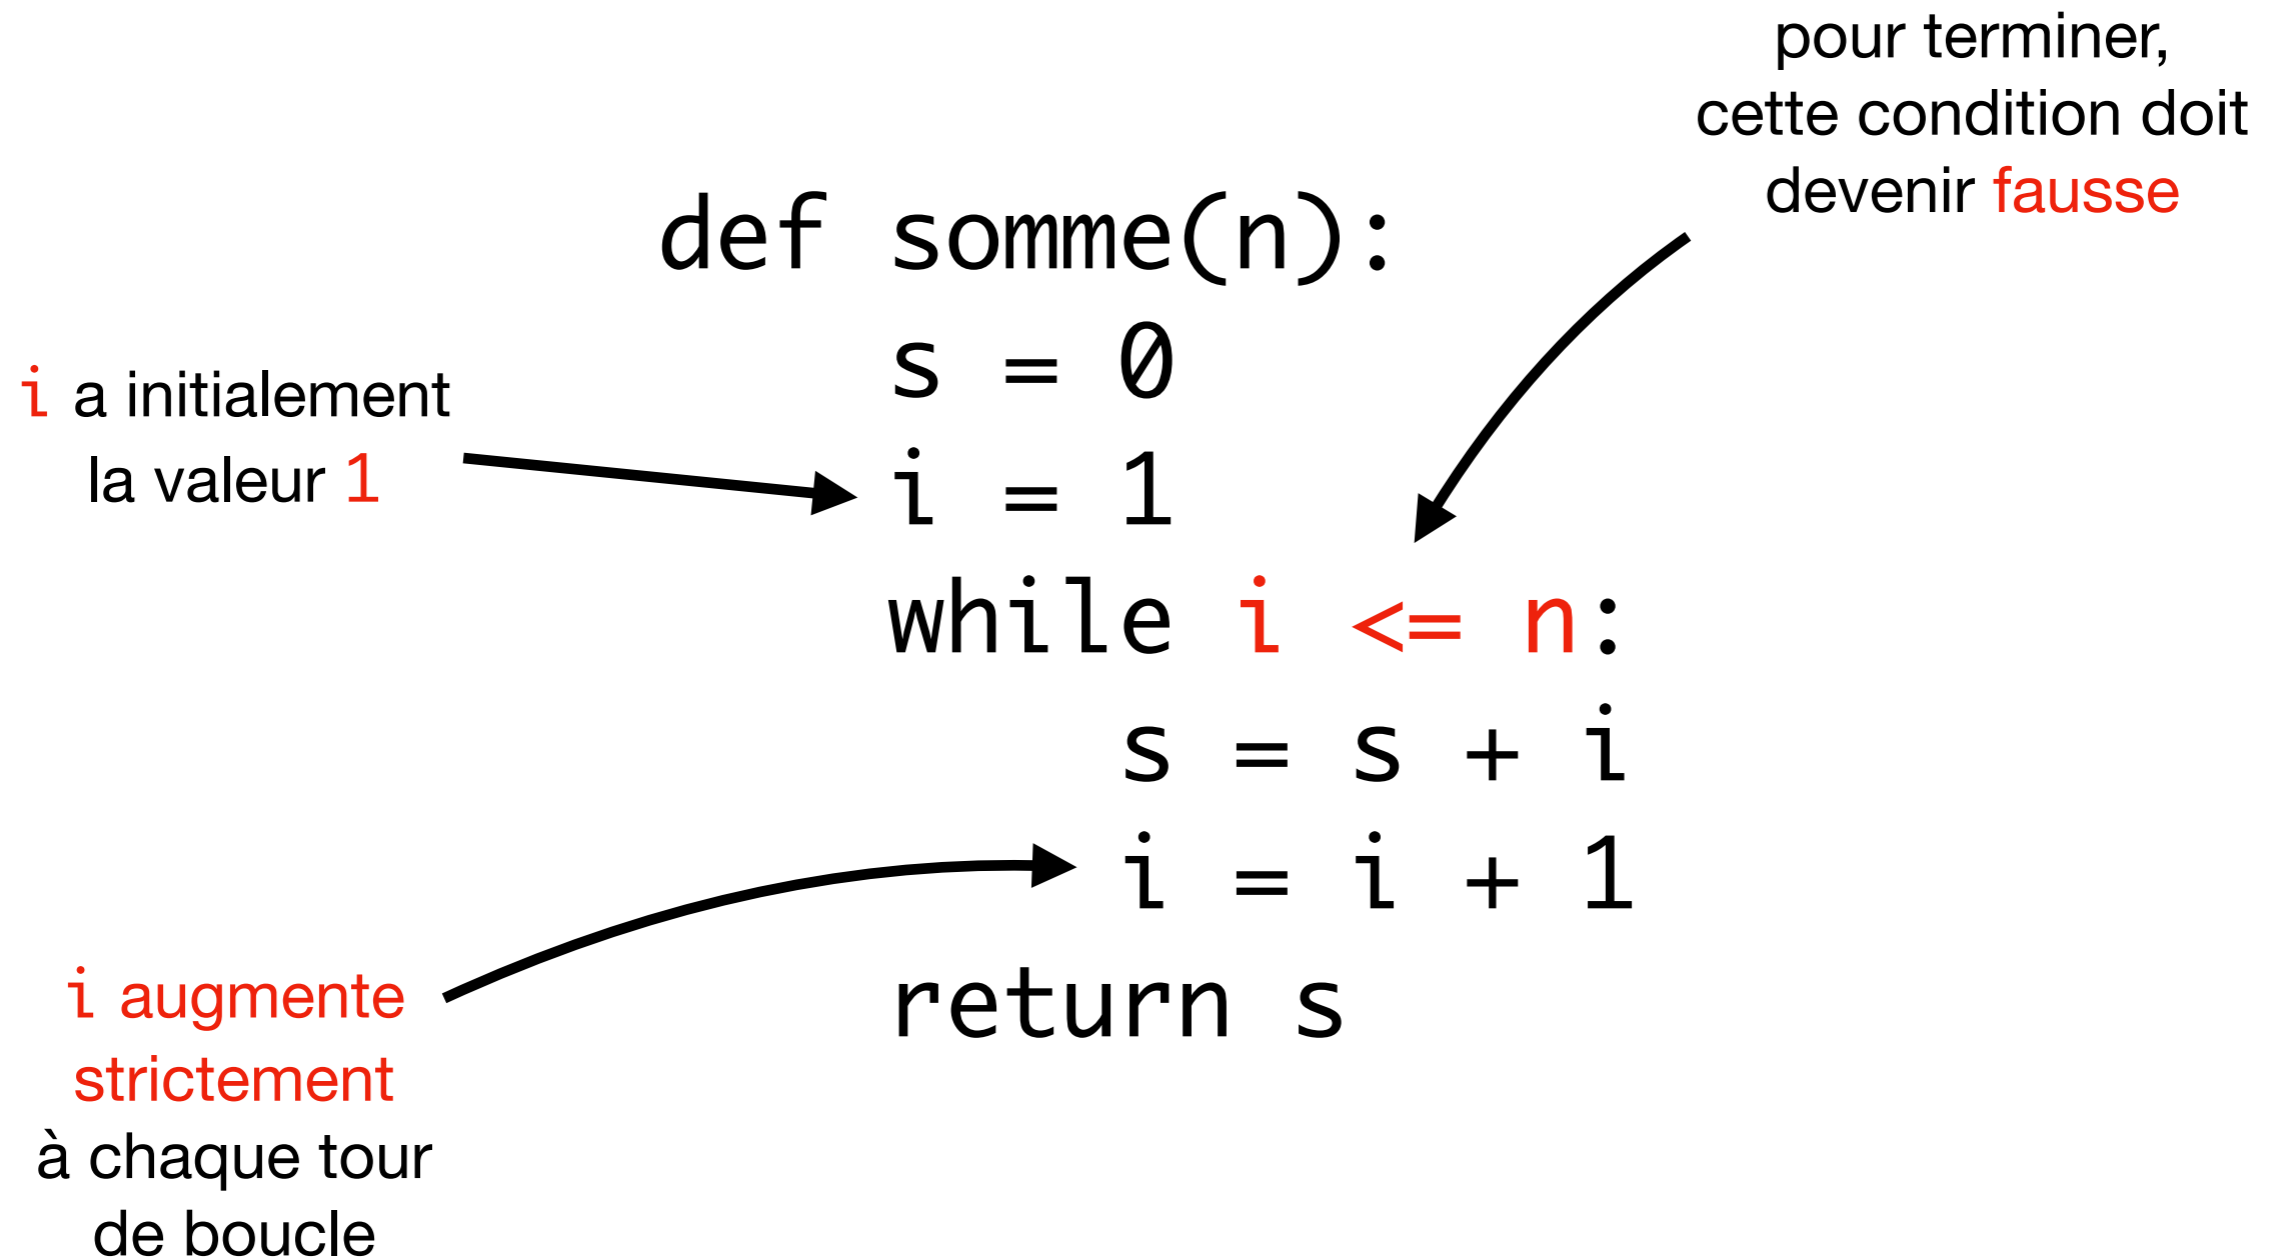 pour terminer,
cette condition doit
devenir fausse
def somme(n):
s = 0
i = 1
while i <= n:
s = s + i
i = i + 1
return s
i a initialement
la valeur 1
i augmente
strictement
à chaque tour
de boucle